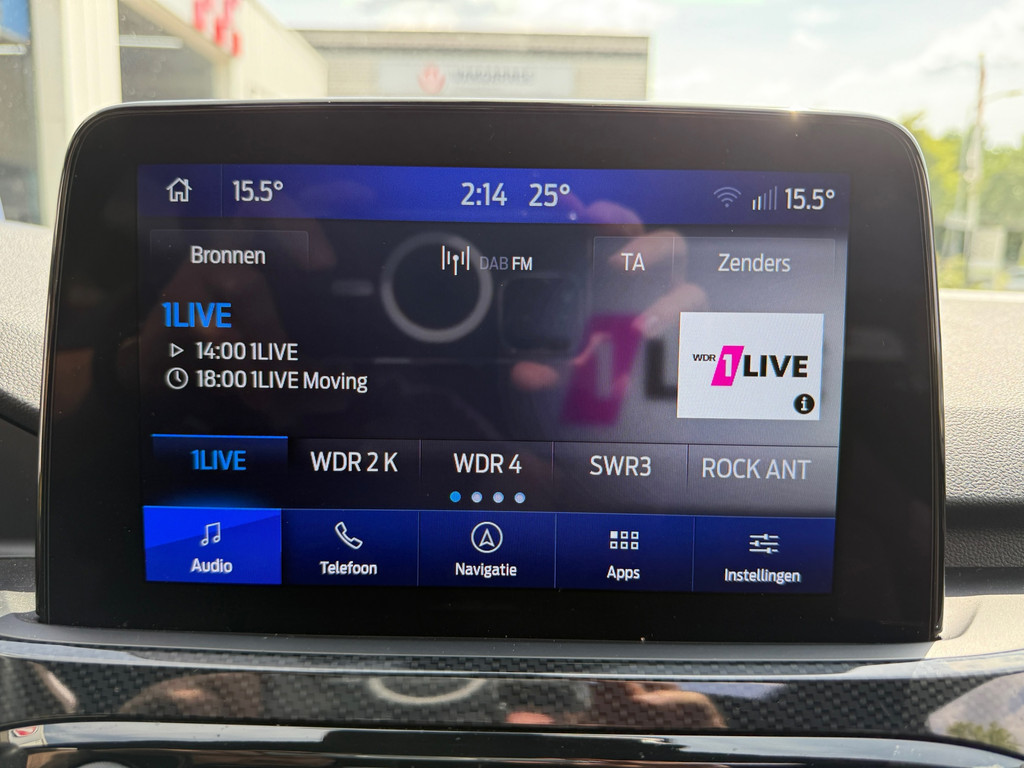 15.5° 2:14 25° 15.5°
Bronnen DAB FM TA Zenders
1LIVE
14:00 1LIVE
18:00 1LIVE Moving
WDR 1LIVE
i
1LIVE WDR 2 K WDR 4 SWR3 ROCK ANT
Audio Telefoon Navigatie Apps Instellingen